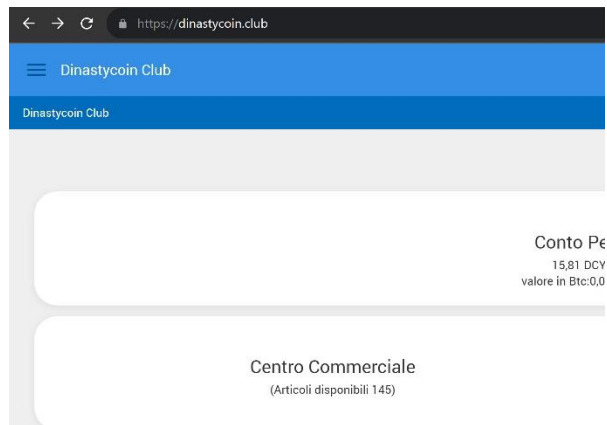 https://dinastycoin.club
Dinastycoin Club
Dinastycoin Club
Conto Pe
15,81 DCY
valore in Btc:0,0
Centro Commerciale
(Articoli disponibili 145)